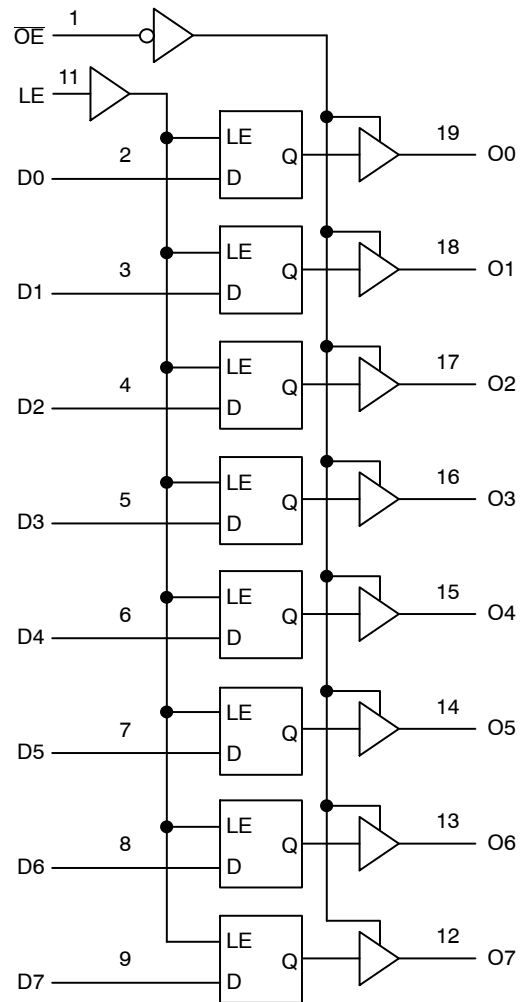 OE 1
LE 11
2 LE 19
D0 D Q O0
3 LE 18
D1 D Q O1
4 LE 17
D2 D Q O2
5 LE 16
D3 D Q O3
6 LE 15
D4 D Q O4
7 LE 14
D5 D Q O5
8 LE 13
D6 D Q O6
9 LE 12
D7 D Q O7